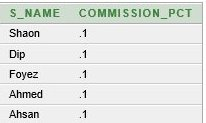 S_NAME COMMISSION_PCT
Shaon .1
Dip .1
Foyez .1
Ahmed .1
Ahsan .1